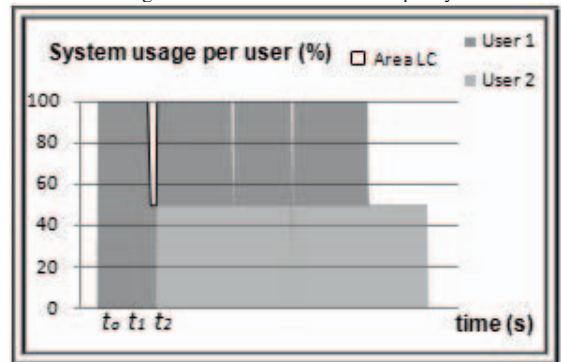 System usage per user (%)
Area LC
User 1
User 2
100
80
60
40
20
0
to t1 t2
time (s)